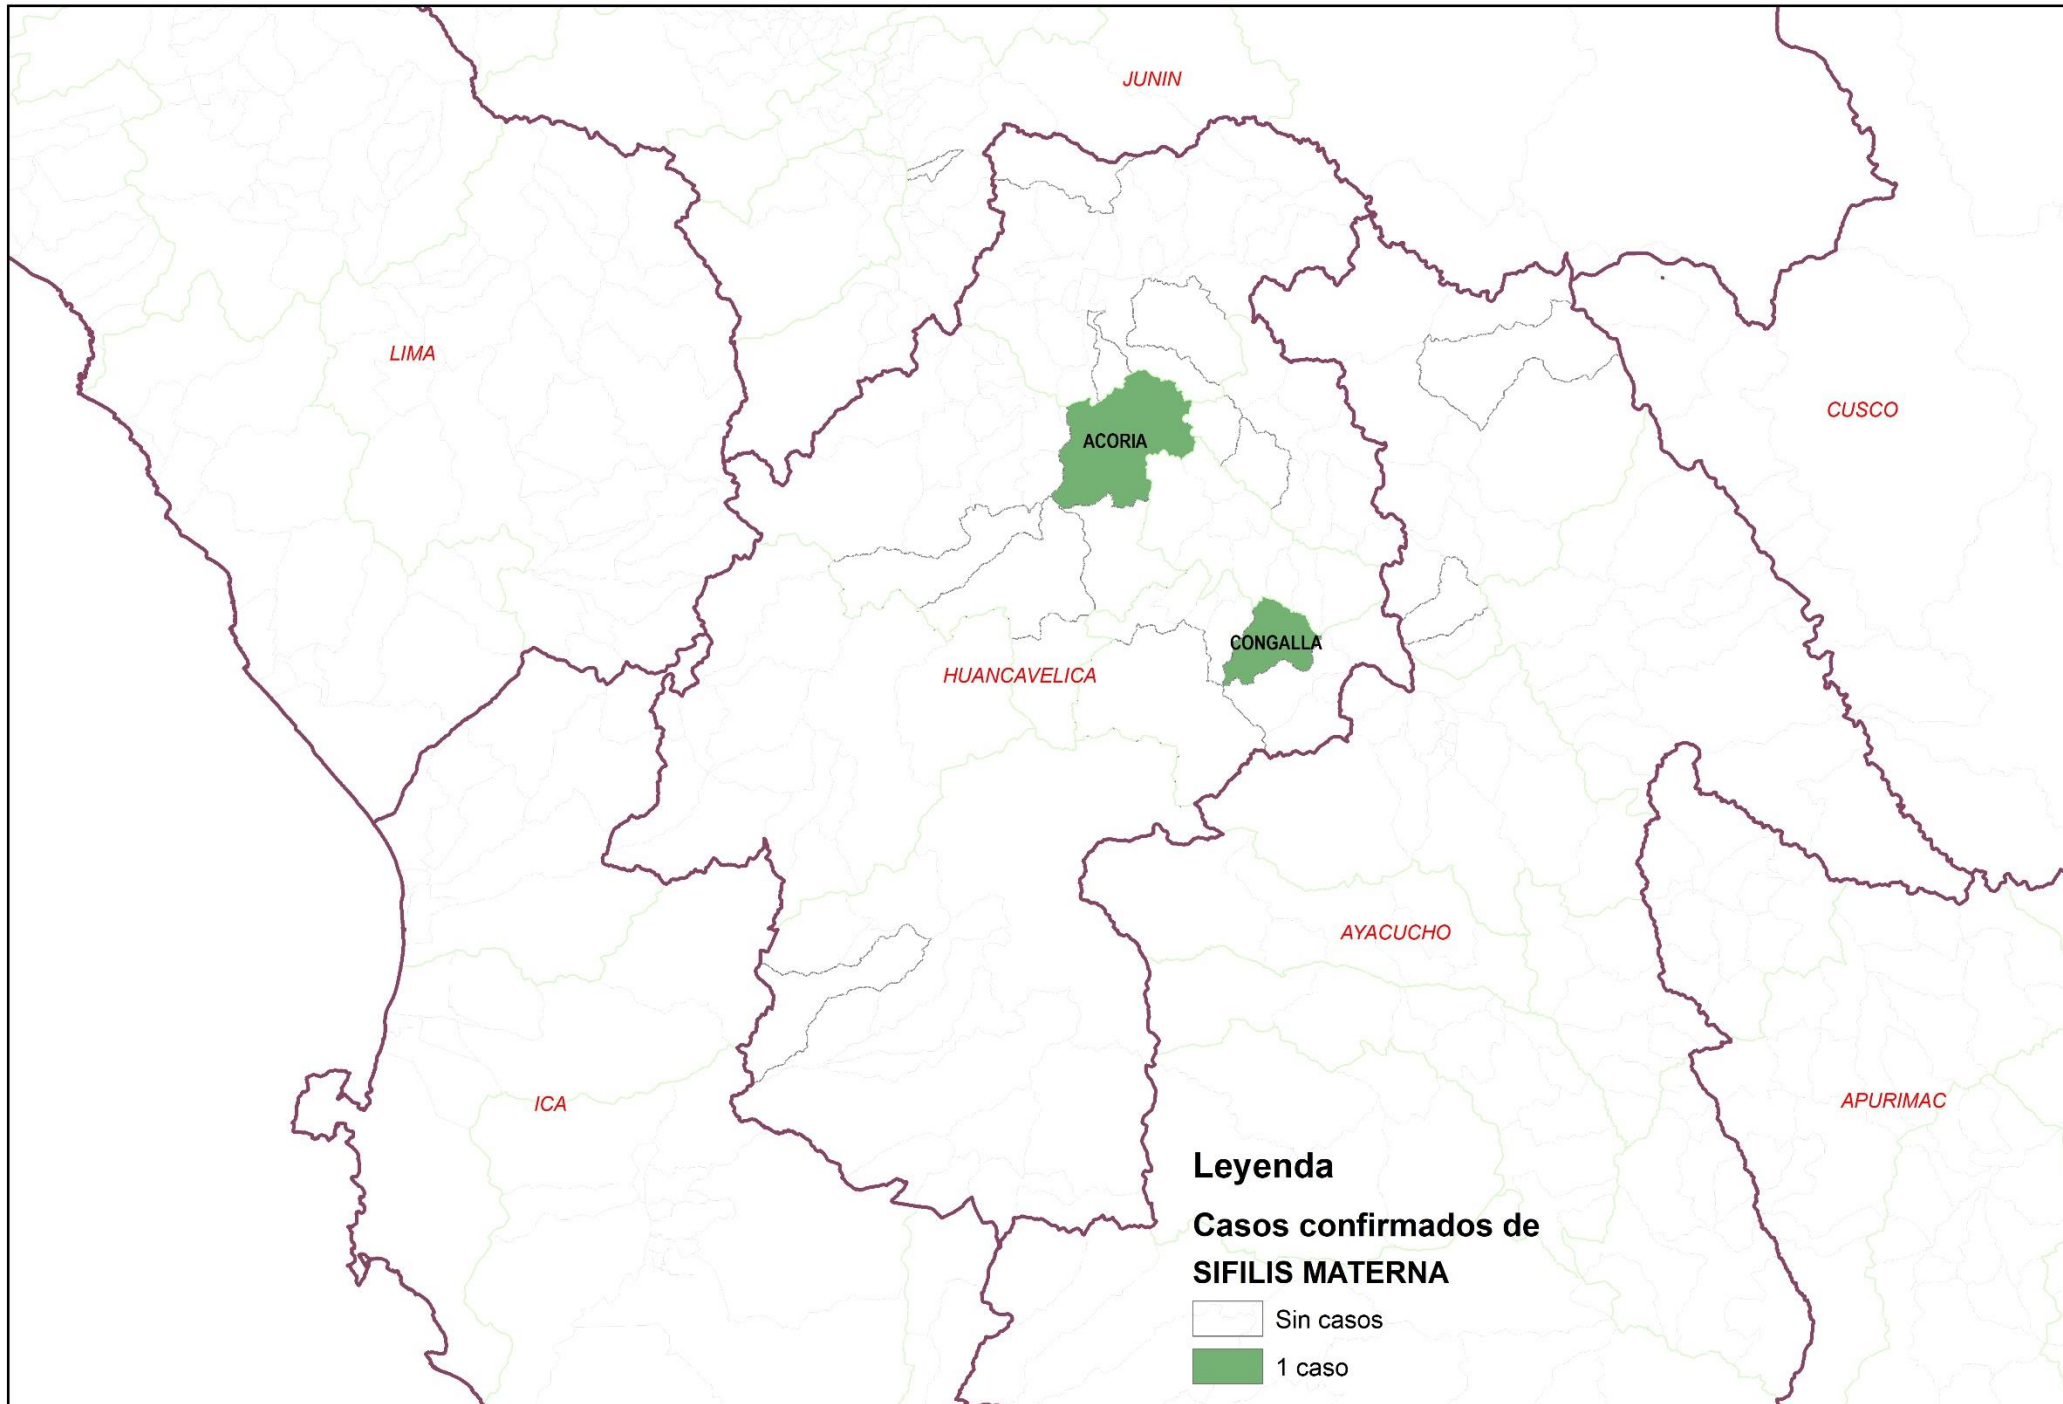 JUNIN
LIMA
CUSCO
ACORIA
CONGALLA
HUANCAVELICA
AYACUCHO
ICA
APURIMAC
Leyenda
Casos confirmados de
SIFILIS MATERNA
Sin casos
1 caso